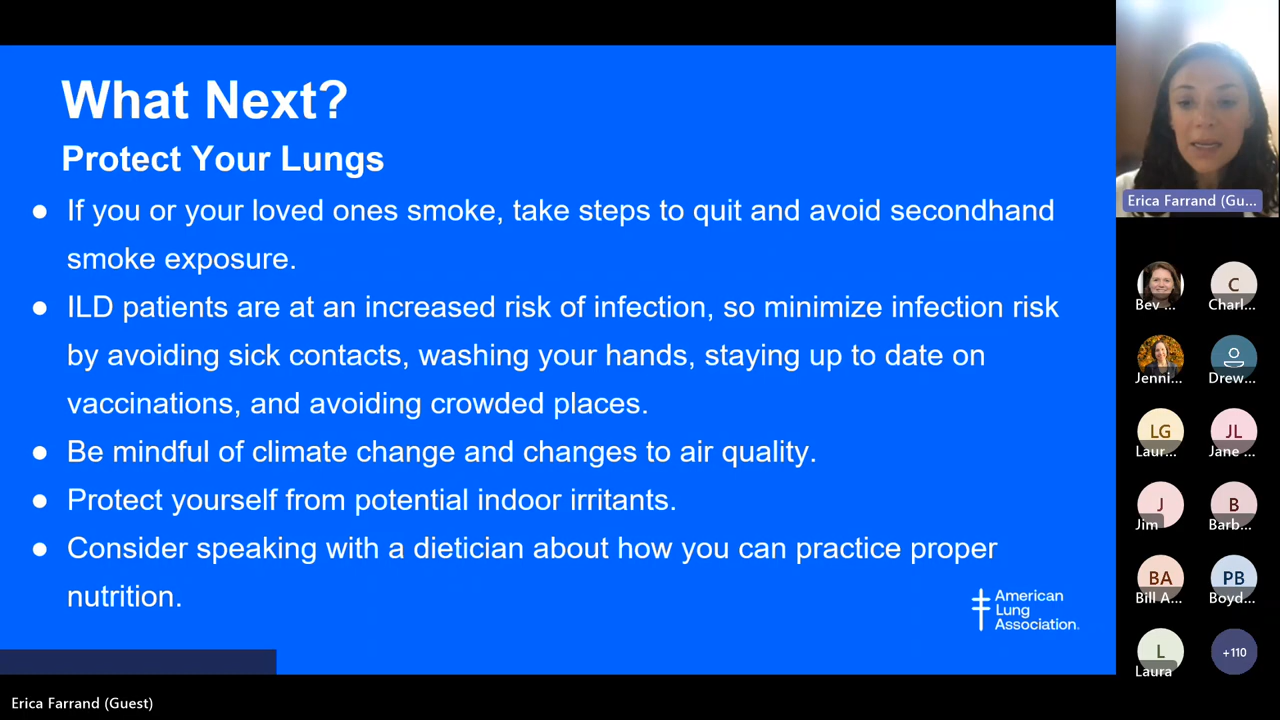 What Next?
Protect Your Lungs
● If you or your loved ones smoke, take steps to quit and avoid secondhand
smoke exposure.
● ILD patients are at an increased risk of infection, so minimize infection risk
by avoiding sick contacts, washing your hands, staying up to date on
vaccinations, and avoiding crowded places.
● Be mindful of climate change and changes to air quality.
● Protect yourself from potential indoor irritants.
● Consider speaking with a dietician about how you can practice proper
nutrition.
American
Lung
Association.
Erica Farrand (Gu...
Bev ...
C
Charl...
Jenni...
Drew...
LG
Laur...
JL
Jane ...
J
Jim
B
Barb...
BA
Bill A...
PB
Boyd...
L
Laura
+110
Erica Farrand (Guest)